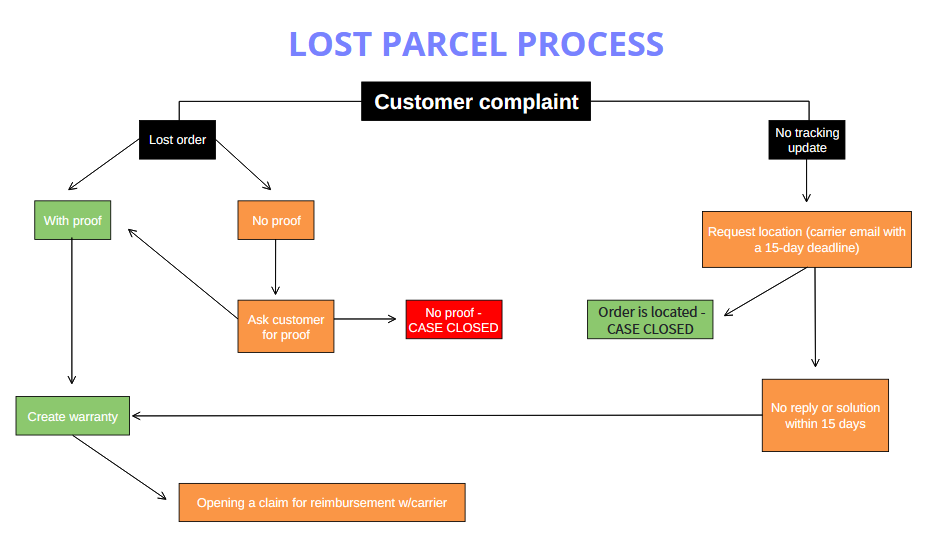 LOST PARCEL PROCESS
Customer complaint
Lost order
No tracking
update
With proof
No proof
Request location (carrier email with
a 15-day deadline)
Ask customer
for proof
No proof -
CASE CLOSED
Order is located -
CASE CLOSED
No reply or solution
within 15 days
Create warranty
Opening a claim for reimbursement w/carrier